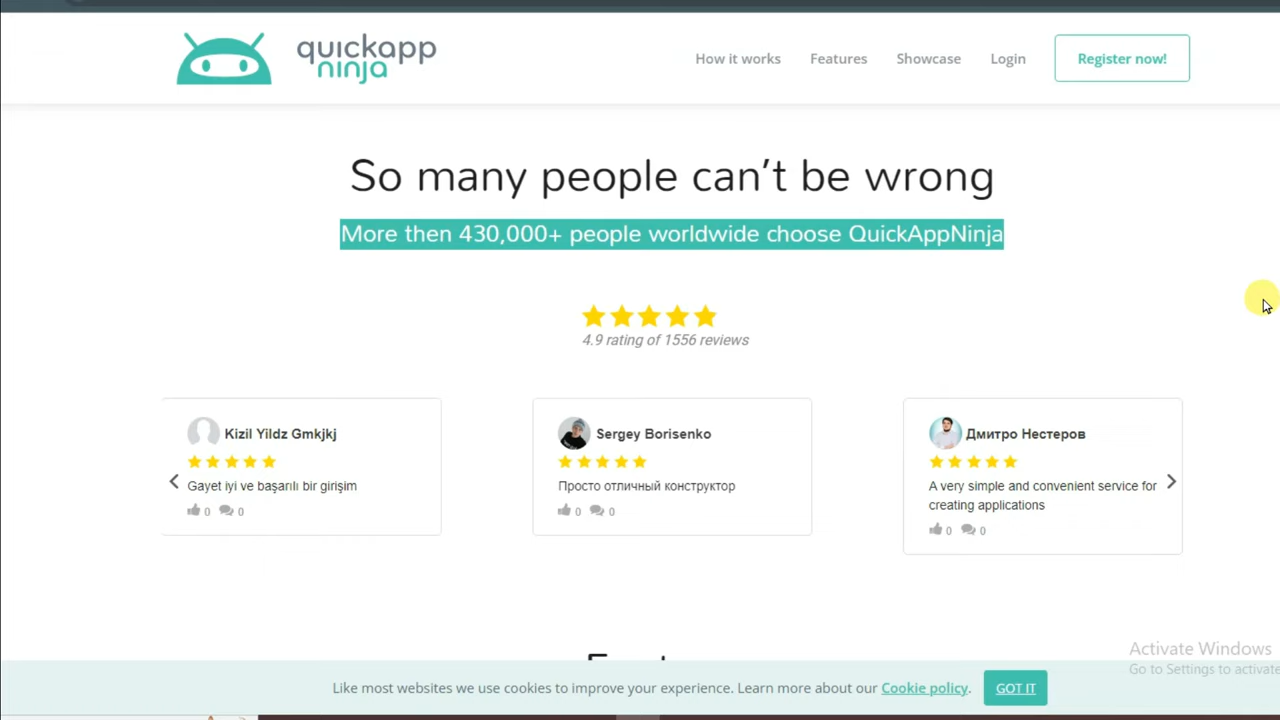 quickapp
ninja
How it works
Features
Showcase
Login
Register now!
So many people can't be wrong
More then 430,000+ people worldwide choose QuickAppNinja
4.9 rating of 1556 reviews
Kizil Yildz Gmkjkj
Gayet iyi ve başarılı bir girişim
0 0
Sergey Borisenko
Просто отличный конструктор
0 0
Дмитро Нестеров
A very simple and convenient service for
creating applications
0 0
Activate Windows
Go to Settings to activate
Like most websites we use cookies to improve your experience. Learn more about our Cookie policy.
GOT IT